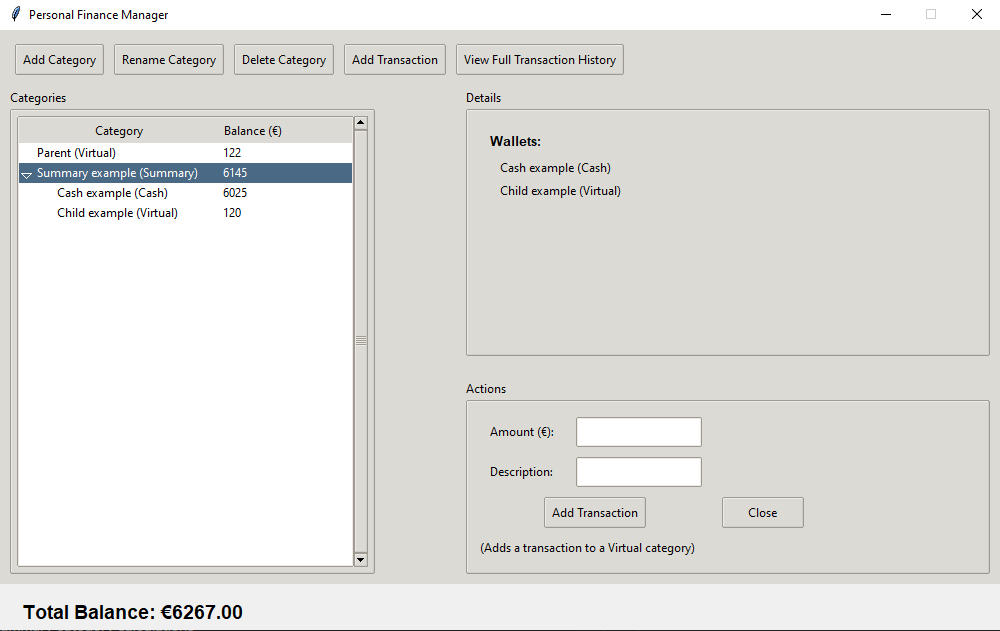 Personal Finance Manager
Add Category Rename Category Delete Category Add Transaction View Full Transaction History
Categories
Category Balance (€)
Parent (Virtual) 122
Summary example (Summary) 6145
Cash example (Cash) 6025
Child example (Virtual) 120
Details
Wallets:
Cash example (Cash)
Child example (Virtual)
Actions
Amount (€):
Description:
Add Transaction Close
(Adds a transaction to a Virtual category)
Total Balance: €6267.00